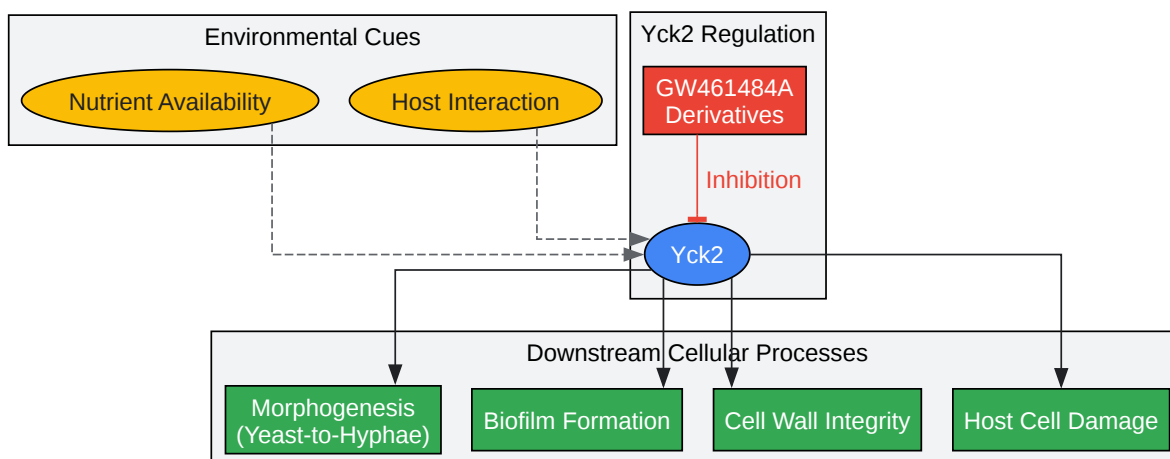 Environmental Cues
Nutrient Availability
Host Interaction
Yck2 Regulation
GW461484A
Derivatives
Inhibition
Yck2
Downstream Cellular Processes
Morphogenesis
(Yeast-to-Hyphae)
Biofilm Formation
Cell Wall Integrity
Host Cell Damage